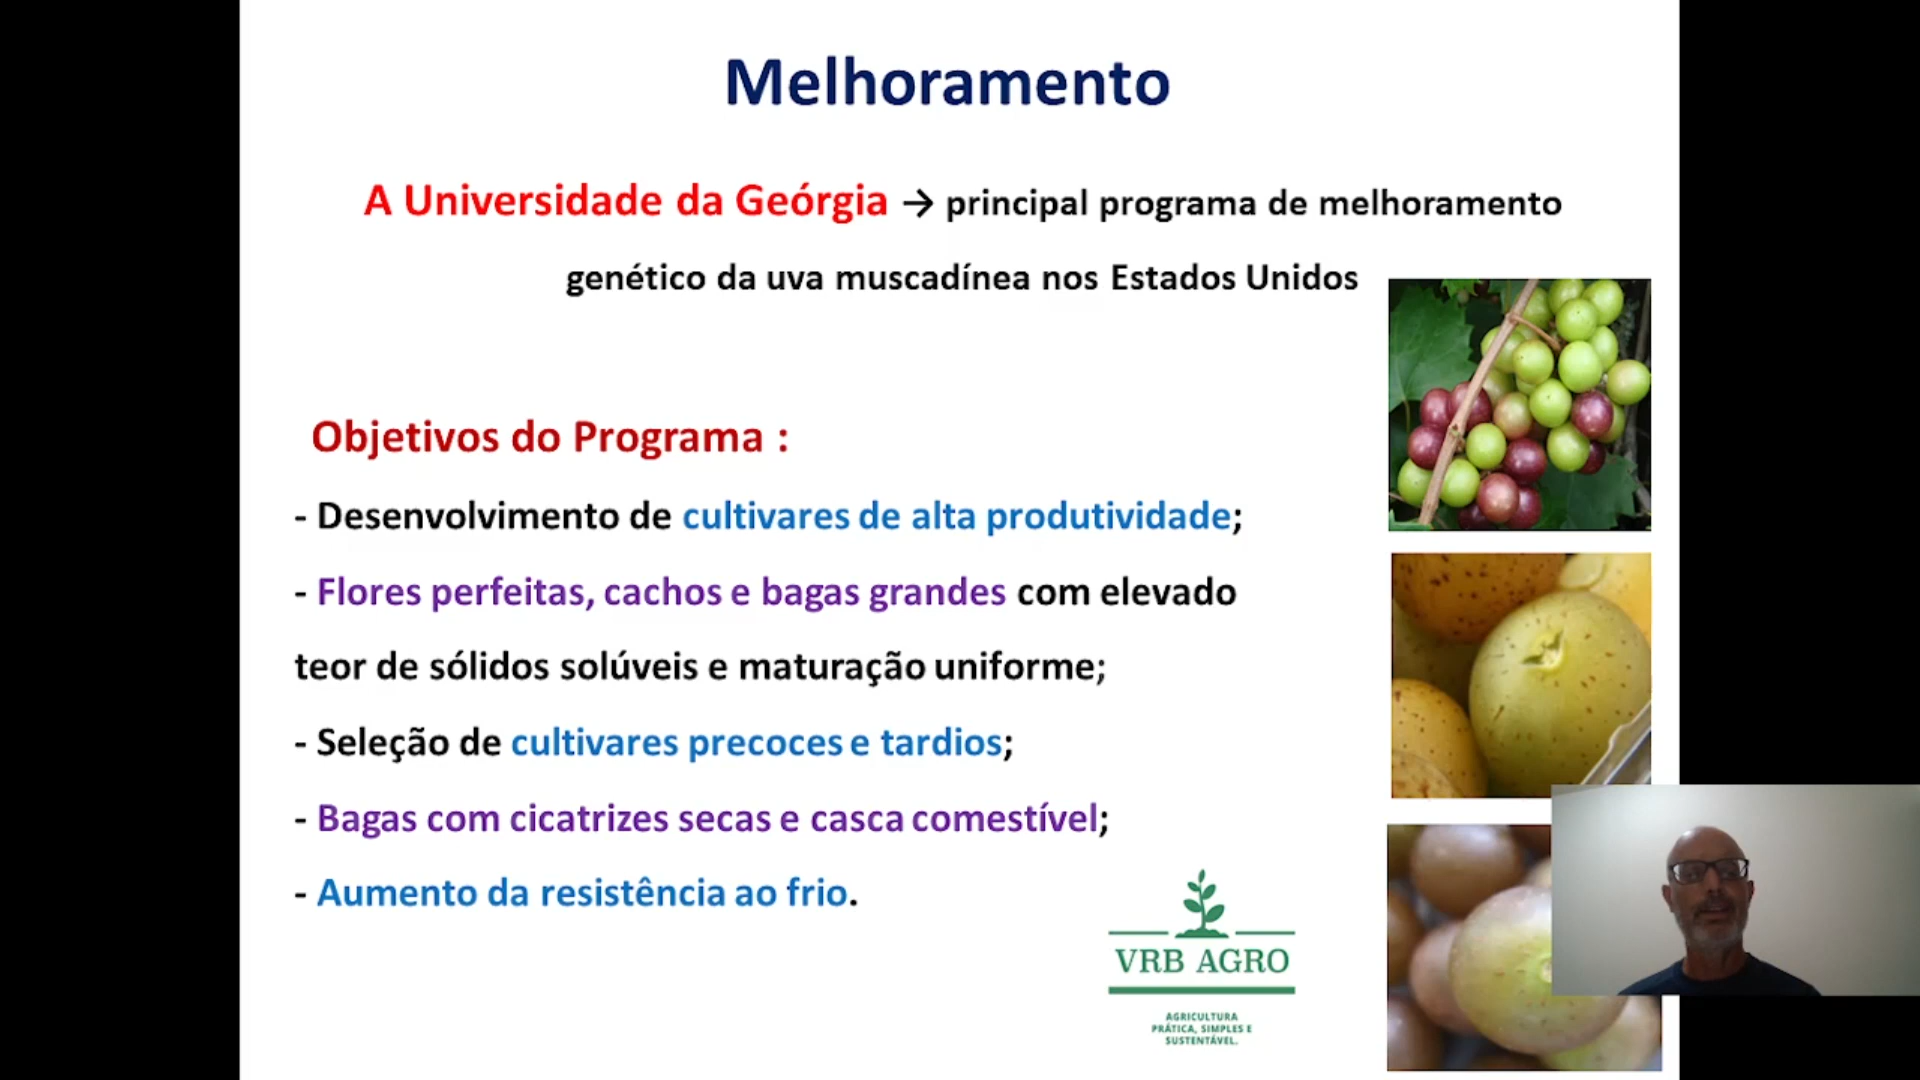 Melhoramento
A Universidade da Geórgia → principal programa de melhoramento
genético da uva muscadínea nos Estados Unidos
Objetivos do Programa :
- Desenvolvimento de cultivares de alta produtividade;
- Flores perfeitas, cachos e bagas grandes com elevado
teor de sólidos solúveis e maturação uniforme;
- Seleção de cultivares precoces e tardios;
- Bagas com cicatrizes secas e casca comestível;
- Aumento da resistência ao frio.
VRB AGRO
AGRICULTURA
PRÁTICA, SIMPLES E
SUSTENTÁVEL.